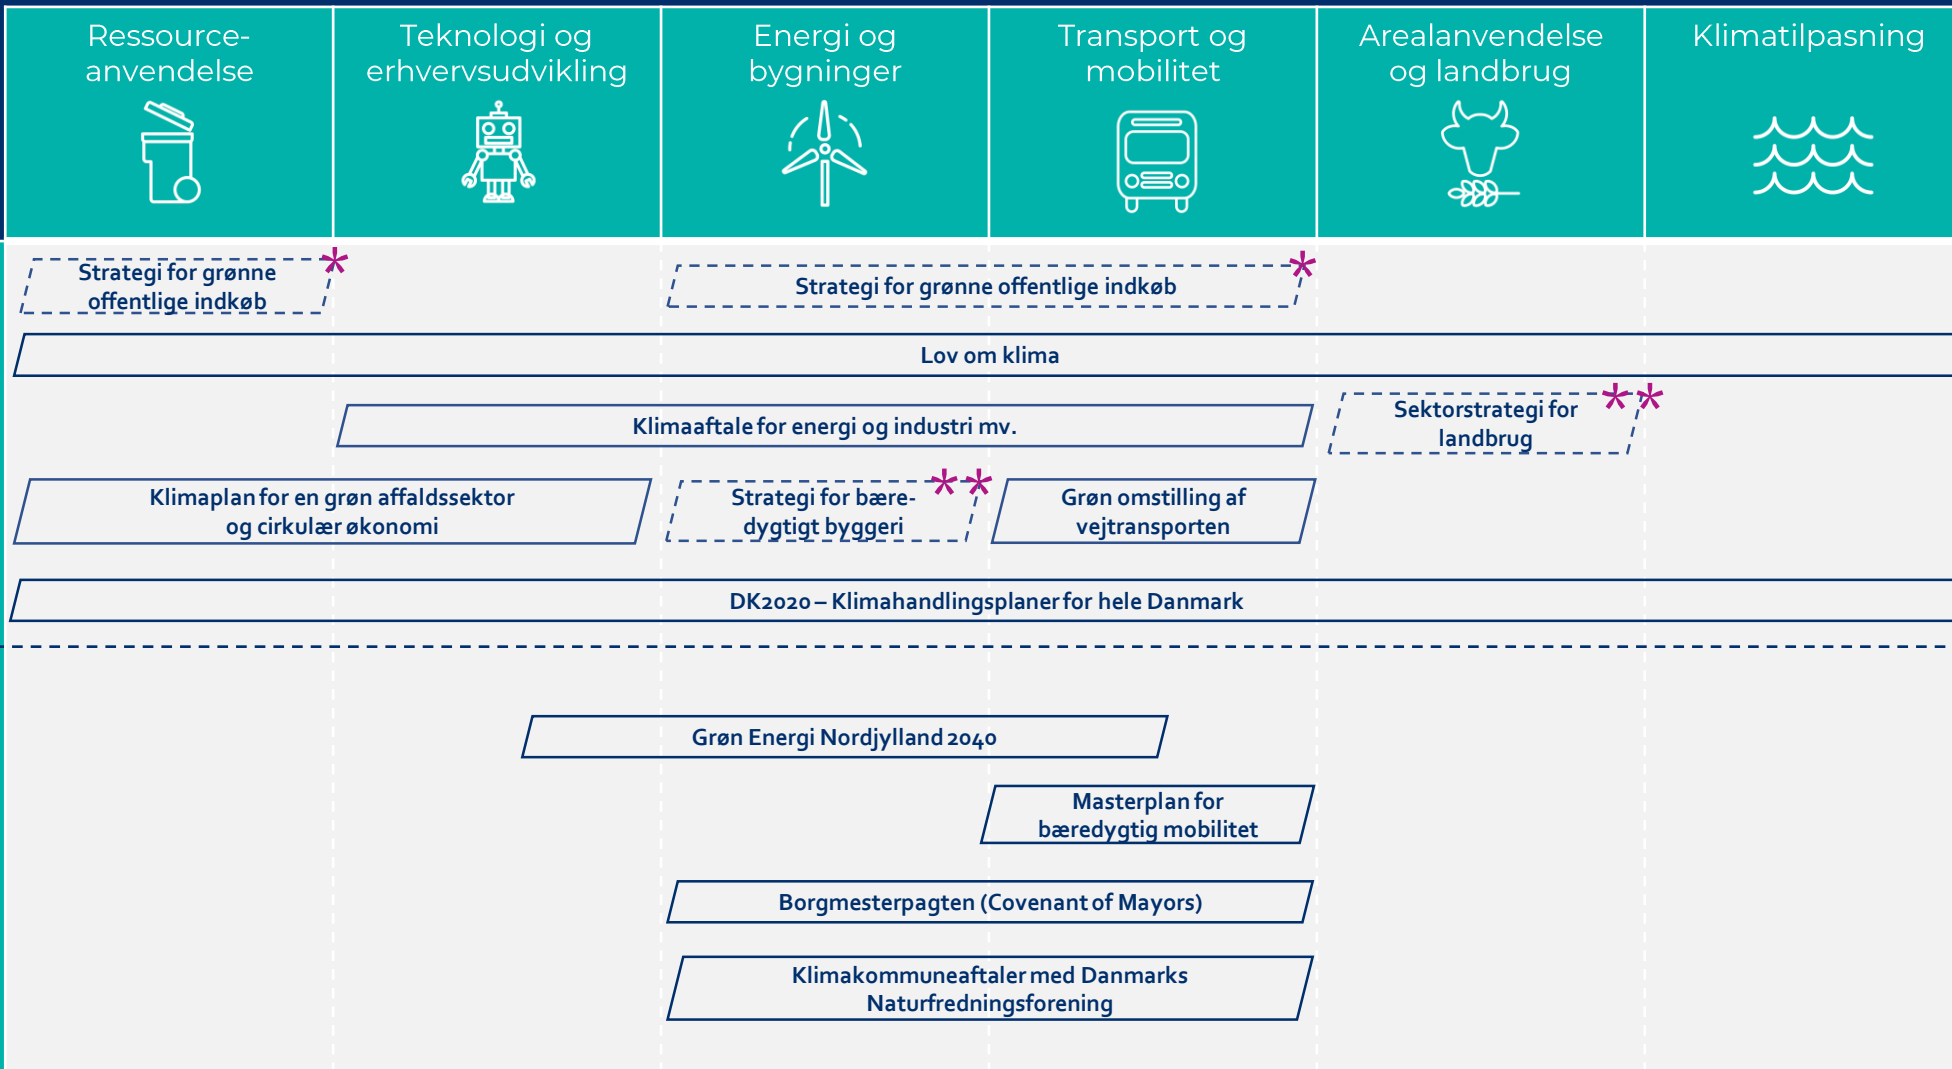 Ressource-
anvendelse
Teknologi og
erhvervsudvikling
Energi og
bygninger
Transport og
mobilitet
Arealanvendelse
og landbrug
Klimatilpasning
Strategi for grønne
offentlige indkøb
*
Strategi for grønne offentlige indkøb
*
Lov om klima
Klimaaftale for energi og industri mv.
Sektorstrategi for
landbrug
**
Klimaplan for en grøn affaldssektor
og cirkulær økonomi
Strategi for bære-
dygtigt byggeri
**
Grøn omstilling af
vejtransporten
DK2020 – Klimahandlingsplaner for hele Danmark
Grøn Energi Nordjylland 2040
Masterplan for
bæredygtig mobilitet
Borgmesterpagten (Covenant of Mayors)
Klimakommuneaftaler med Danmarks
Naturfredningsforening